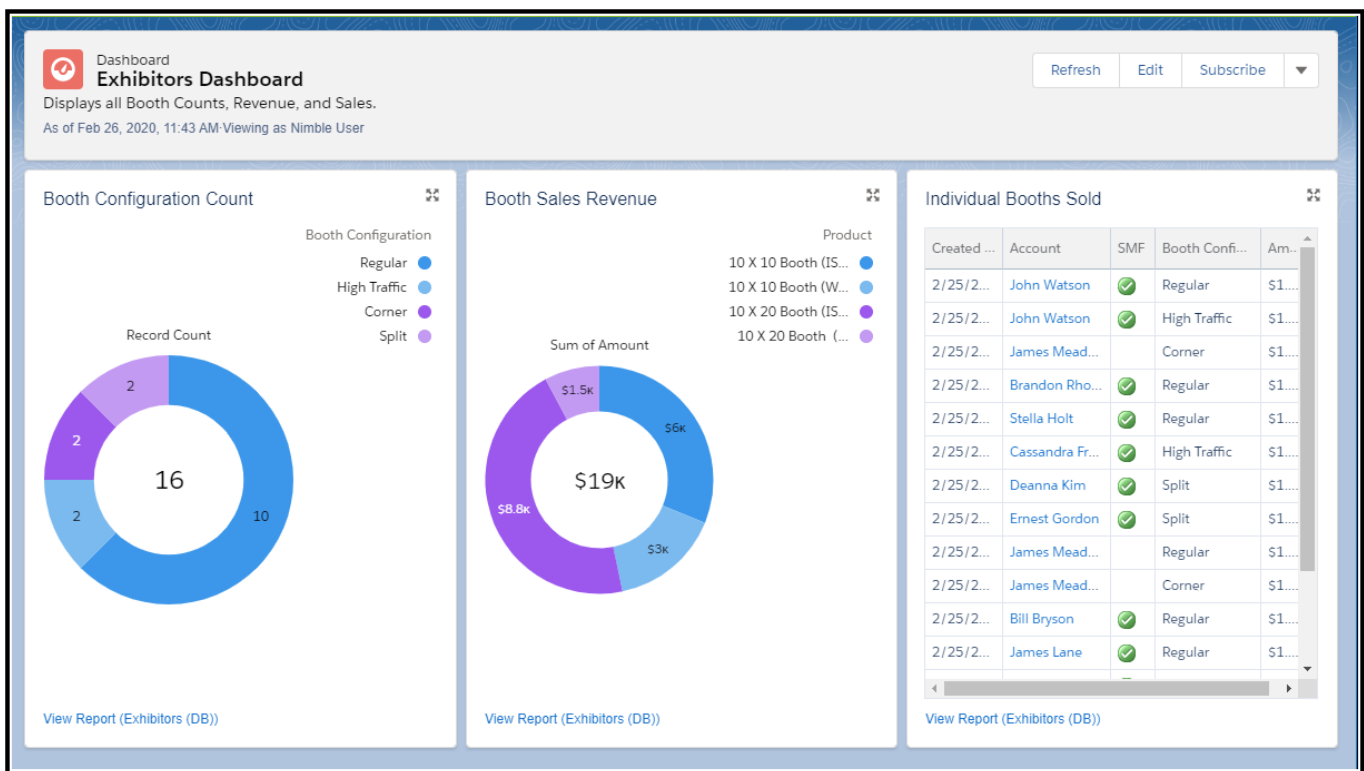 Dashboard
Exhibitors Dashboard
Displays all Booth Counts, Revenue, and Sales.
As of Feb 26, 2020, 11:43 AM·Viewing as Nimble User
Refresh Edit Subscribe
Booth Configuration Count
Booth Configuration
Regular
High Traffic
Corner
Split
Record Count
2
2
2
10
16
View Report (Exhibitors (DB))
Booth Sales Revenue
Product
10 X 10 Booth (IS...
10 X 10 Booth (W...
10 X 20 Booth (IS...
10 X 20 Booth (...
Sum of Amount
$1.5K
$6K
$8.8K
$3K
$19K
View Report (Exhibitors (DB))
Individual Booths Sold
Created ... Account SMF Booth Confi... Am...
2/25/2... John Watson Regular $1....
2/25/2... John Watson High Traffic $1....
2/25/2... James Mead... Corner $1....
2/25/2... Brandon Rho... Regular $1....
2/25/2... Stella Holt Regular $1....
2/25/2... Cassandra Fr... High Traffic $1....
2/25/2... Deanna Kim Split $1....
2/25/2... Ernest Gordon Split $1....
2/25/2... James Mead... Regular $1....
2/25/2... James Mead... Corner $1....
2/25/2... Bill Bryson Regular $1....
2/25/2... James Lane Regular $1....
View Report (Exhibitors (DB))